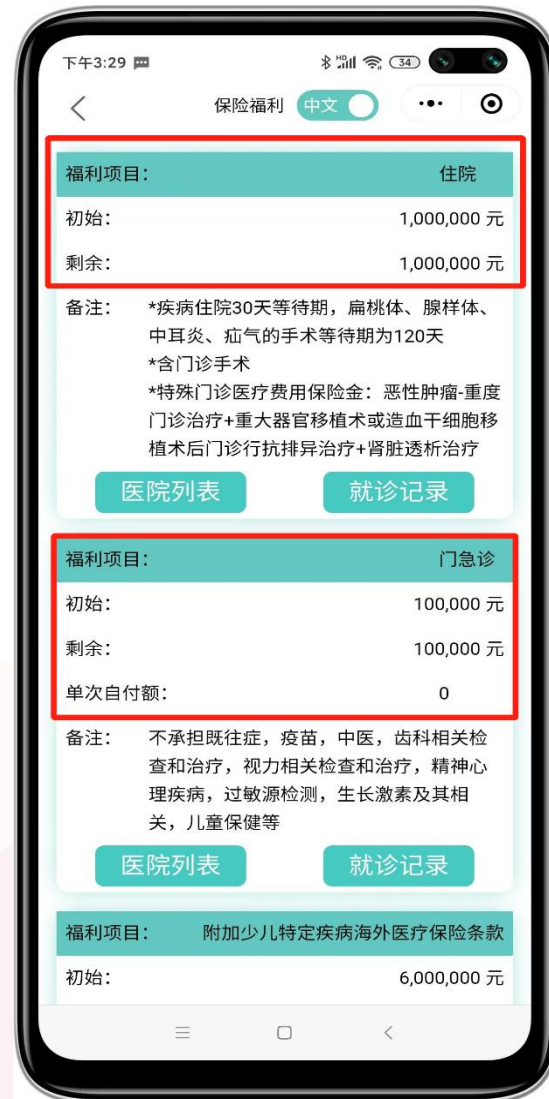 下午3:29
HD
34
保险福利 中文
福利项目： 住院
初始： 1,000,000 元
剩余： 1,000,000 元
备注： *疾病住院30天等待期，扁桃体、腺样体、
中耳炎、疝气的手术等待期为120天
*含门诊手术
*特殊门诊医疗费用保险金：恶性肿瘤-重度
门诊治疗+重大器官移植术或造血干细胞移
植术后门诊行抗排异治疗+肾脏透析治疗
医院列表 就诊记录
福利项目： 门急诊
初始： 100,000 元
剩余： 100,000 元
单次自付额： 0
备注： 不承担既往症，疫苗，中医，齿科相关检
查和治疗，视力相关检查和治疗，精神心
理疾病，过敏源检测，生长激素及其相
关，儿童保健等
医院列表 就诊记录
福利项目： 附加少儿特定疾病海外医疗保险条款
初始： 6,000,000 元